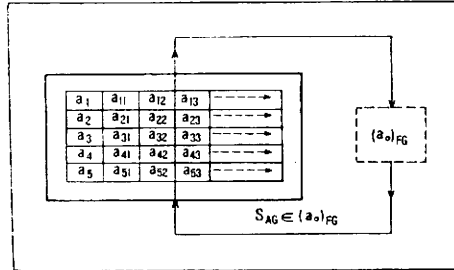 a₁ a₁₁ a₁₂ a₁₃
a₂ a₂₁ a₂₂ a₂₃
a₃ a₃₁ a₃₂ a₃₃
a₄ a₄₁ a₄₂ a₄₃
a₅ a₅₁ a₅₂ a₅₃
(aₒ)FG
SAG ∈ (aₒ)FG